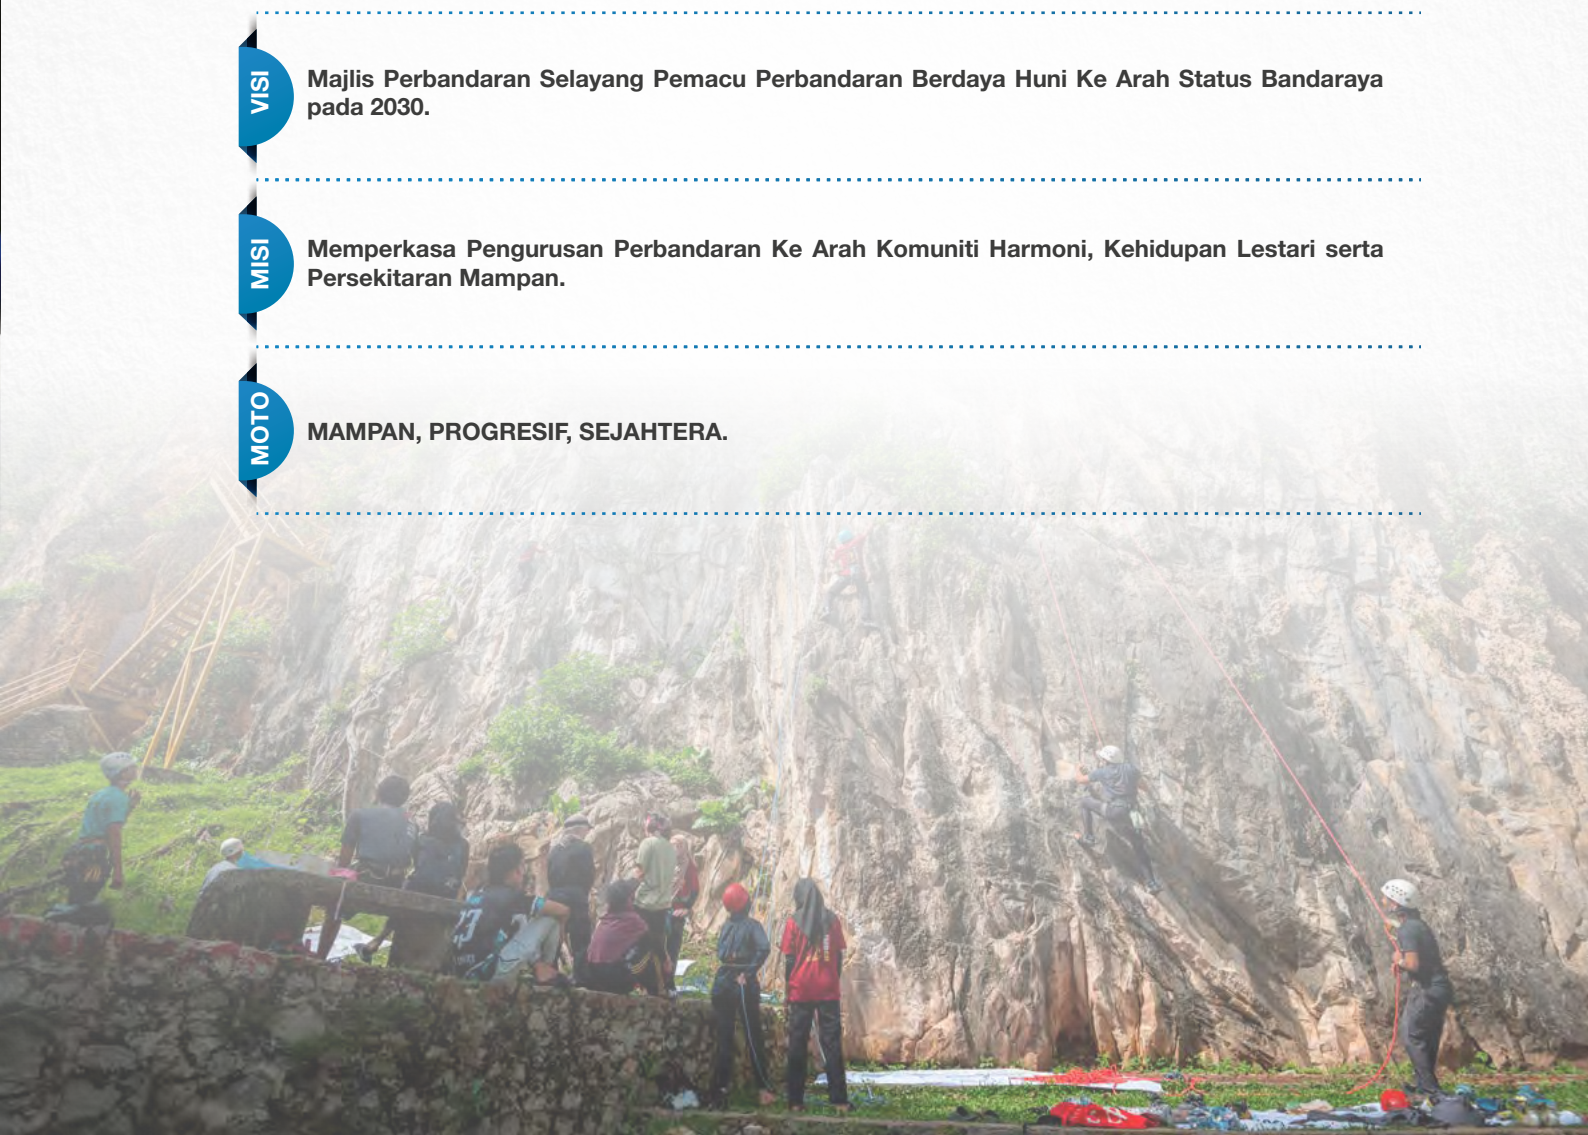 VISI
Majlis Perbandaran Selayang Pemacu Perbandaran Berdaya Huni Ke Arah Status Bandaraya
pada 2030.
MISI
Memperkasa Pengurusan Perbandaran Ke Arah Komuniti Harmoni, Kehidupan Lestari serta
Persekitaran Mampan.
MOTO
MAMPAN, PROGRESIF, SEJAHTERA.
23